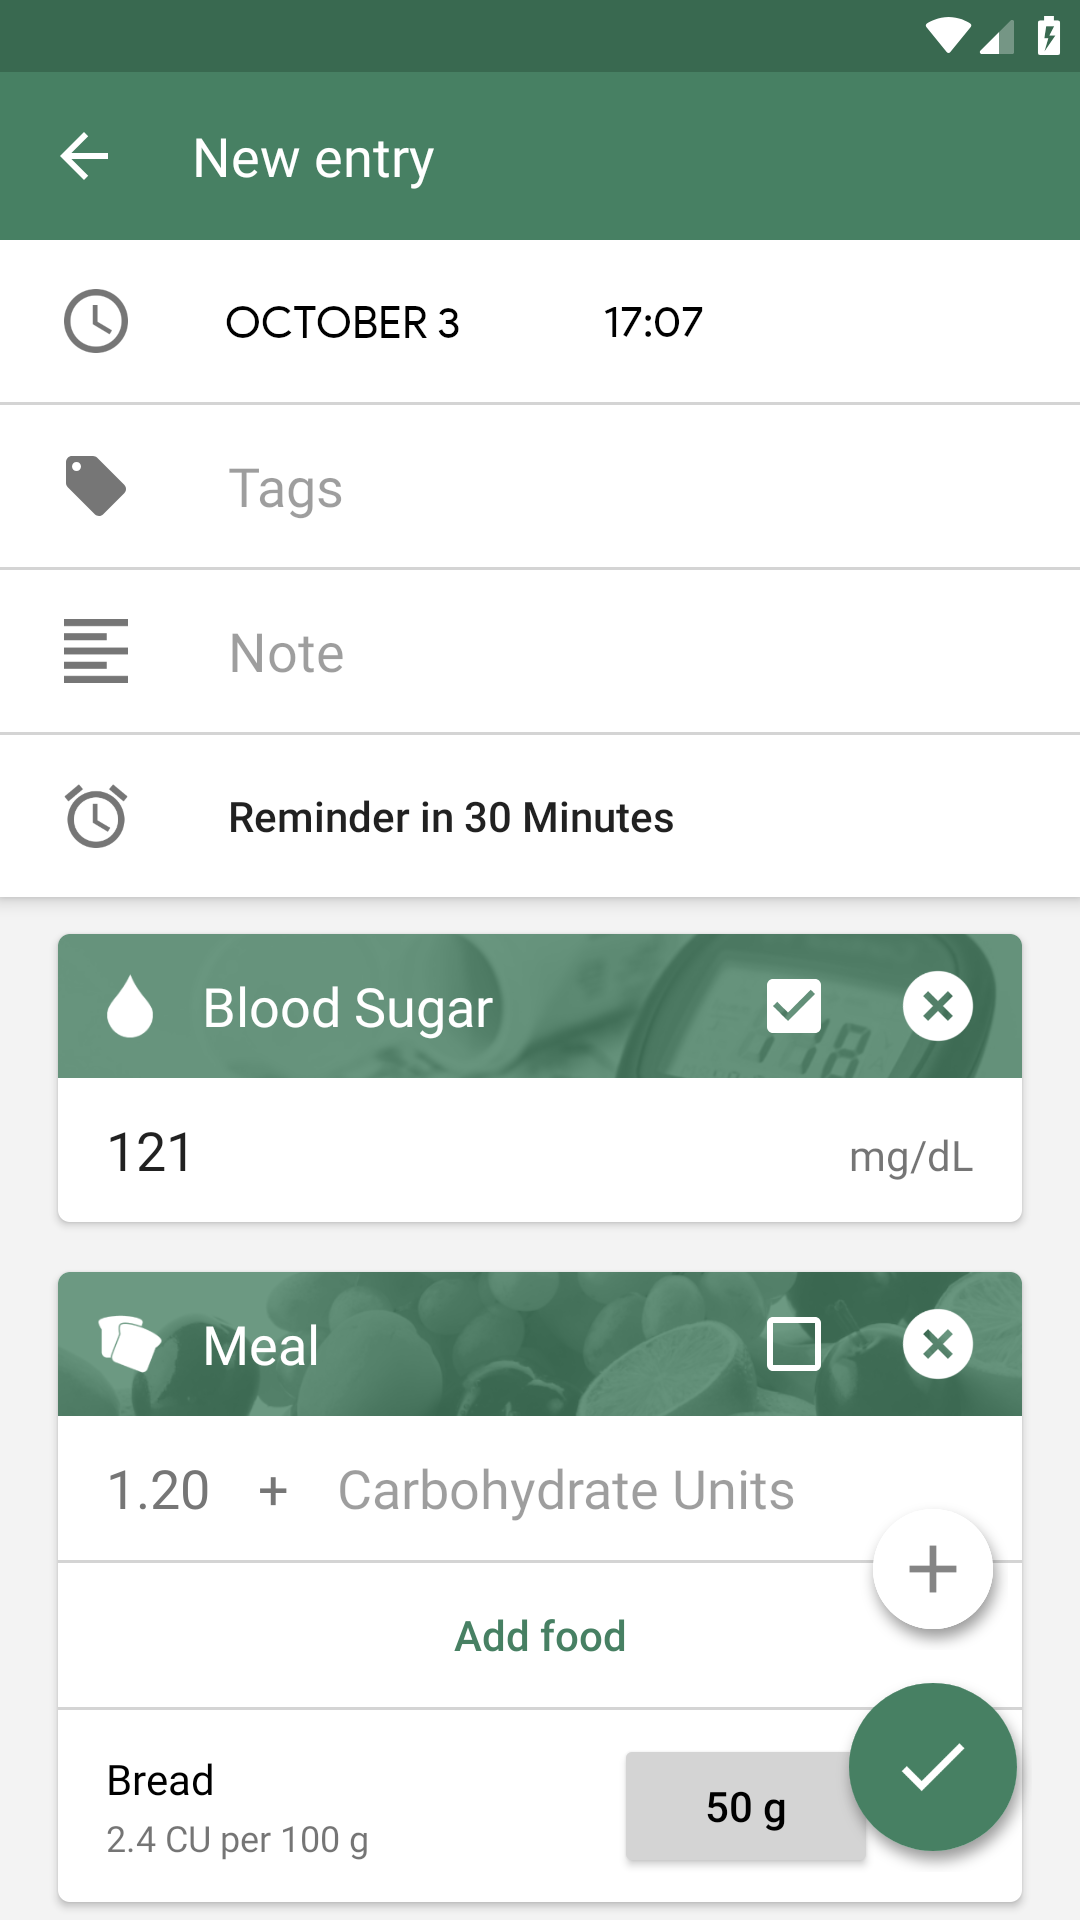 New entry
OCTOBER 3 17:07
Tags
Note
Reminder in 30 Minutes
Blood Sugar
118
121 mg/dL
Meal
1.20 + Carbohydrate Units
Add food
Bread
50 g
2.4 CU per 100 g